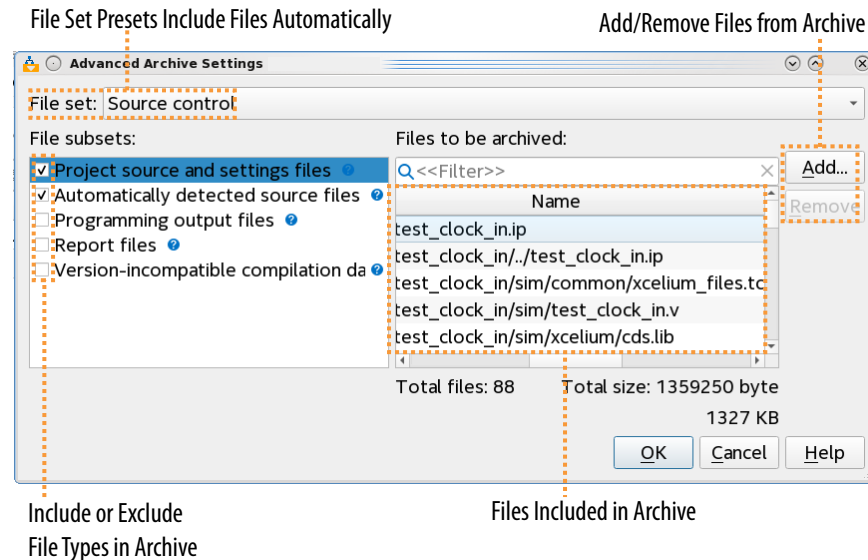 File Set Presets Include Files Automatically
Add/Remove Files from Archive
Advanced Archive Settings
File set: Source control
File subsets:
Files to be archived:
Project source and settings files
Automatically detected source files
Programming output files
Report files
Version-incompatible compilation da
<<Filter>>
Add...
Remove
Name
test_clock_in.ip
test_clock_in/../test_clock_in.ip
test_clock_in/sim/common/xcelium_files.tc
test_clock_in/sim/test_clock_in.v
test_clock_in/sim/xcelium/cds.lib
Total files: 88
Total size: 1359250 byte
1327 KB
OK
Cancel
Help
Include or Exclude
File Types in Archive
Files Included in Archive